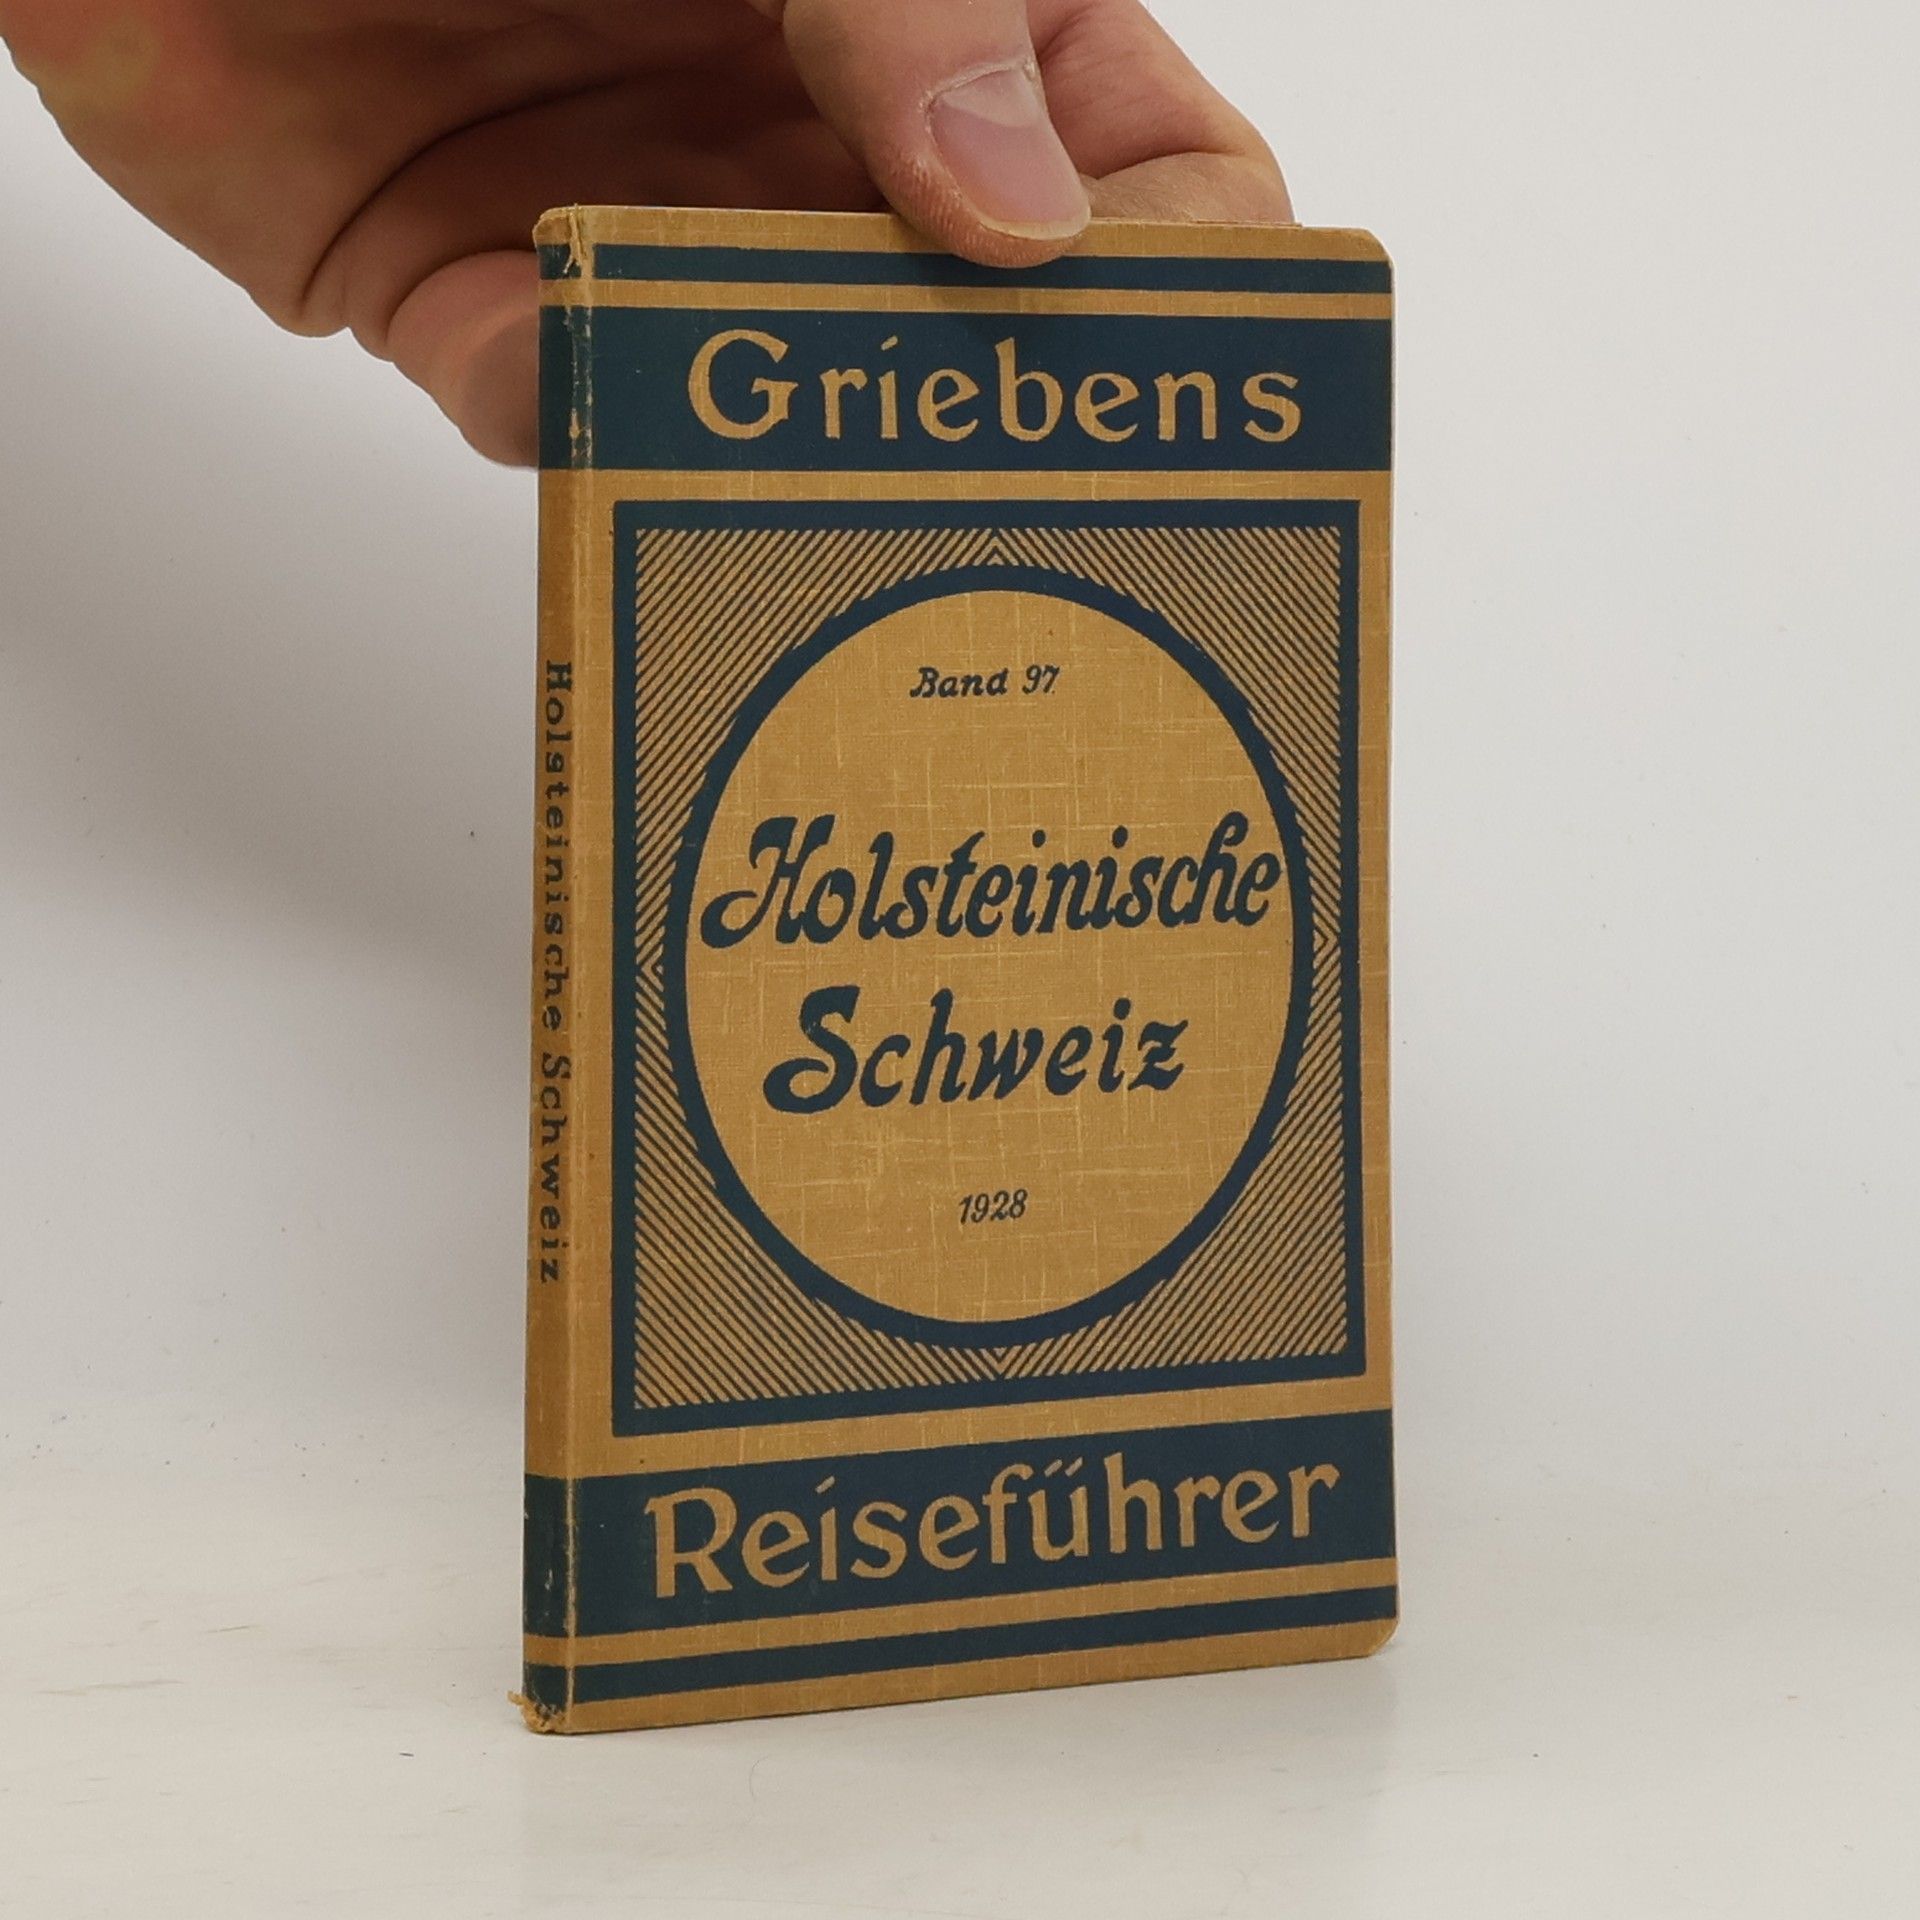 Griebens
Band 97
Holsteinische
Schweiz
1928
Reiseführer
Holsteinische Schweiz